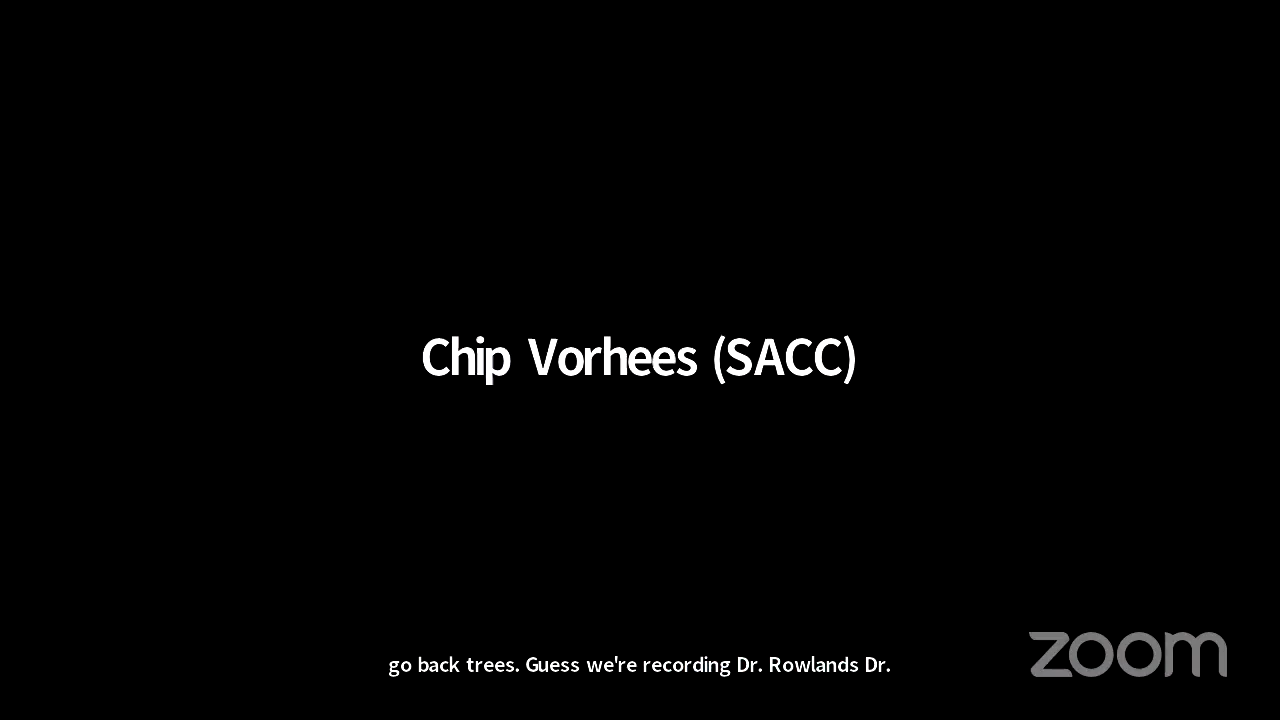 Chip Vorhees (SACC)
go back trees. Guess we're recording Dr. Rowlands Dr.
zoom